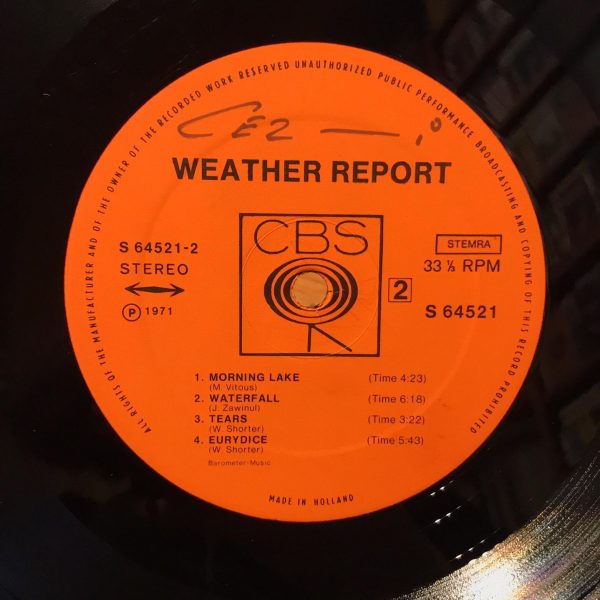 ALL RIGHTS OF THE MANUFACTURER AND OF THE OWNER OF THE RECORDED WORK RESERVED UNAUTHORIZED PUBLIC PERFORMANCE BROADCASTING AND COPYING OF THIS RECORD PROHIBITED
WEATHER REPORT
CBS
S 64521-2
STEREO
Ⓟ 1971
STEMRA
33 ⅓ RPM
2
S 64521
1. MORNING LAKE (Time 4:23)
(M. Vitous)
2. WATERFALL (Time 6:18)
(J. Zawinul)
3. TEARS (Time 3:22)
(W. Shorter)
4. EURYDICE (Time 5:43)
(W. Shorter)
Barometer-Music
MADE IN HOLLAND